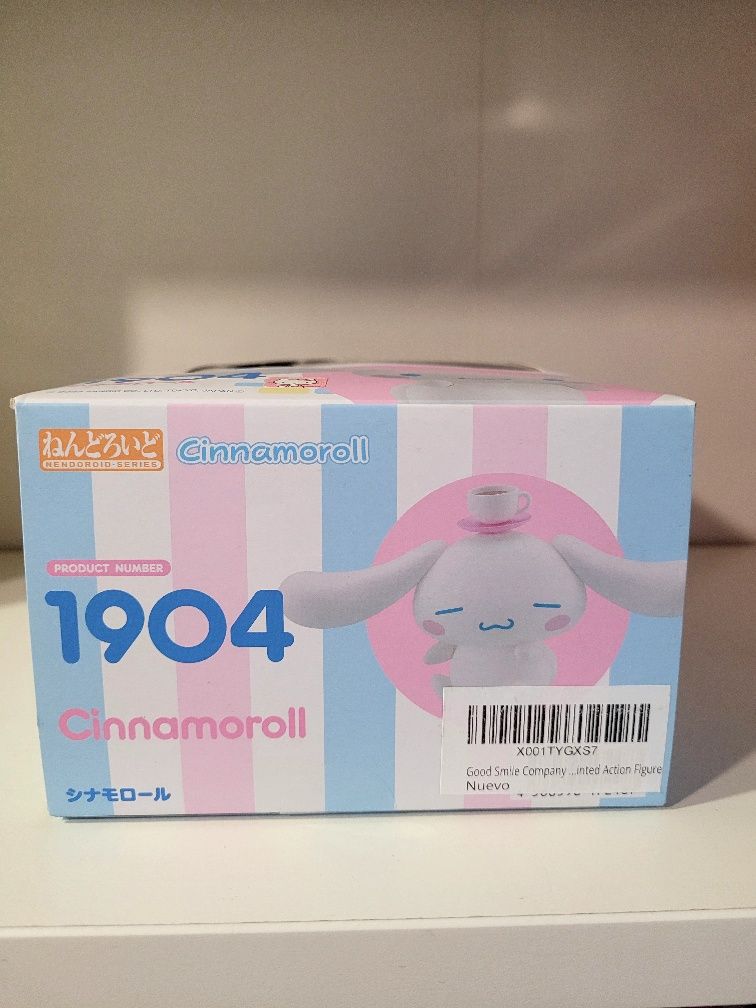 1904
ねんどろいど
NENDOROID-SERIES
Cinnamoroll
PRODUCT NUMBER
1904
Cinnamoroll
シナモロール
X001TYGXS7
Good Smile Company ...inted Action Figure
Nuevo